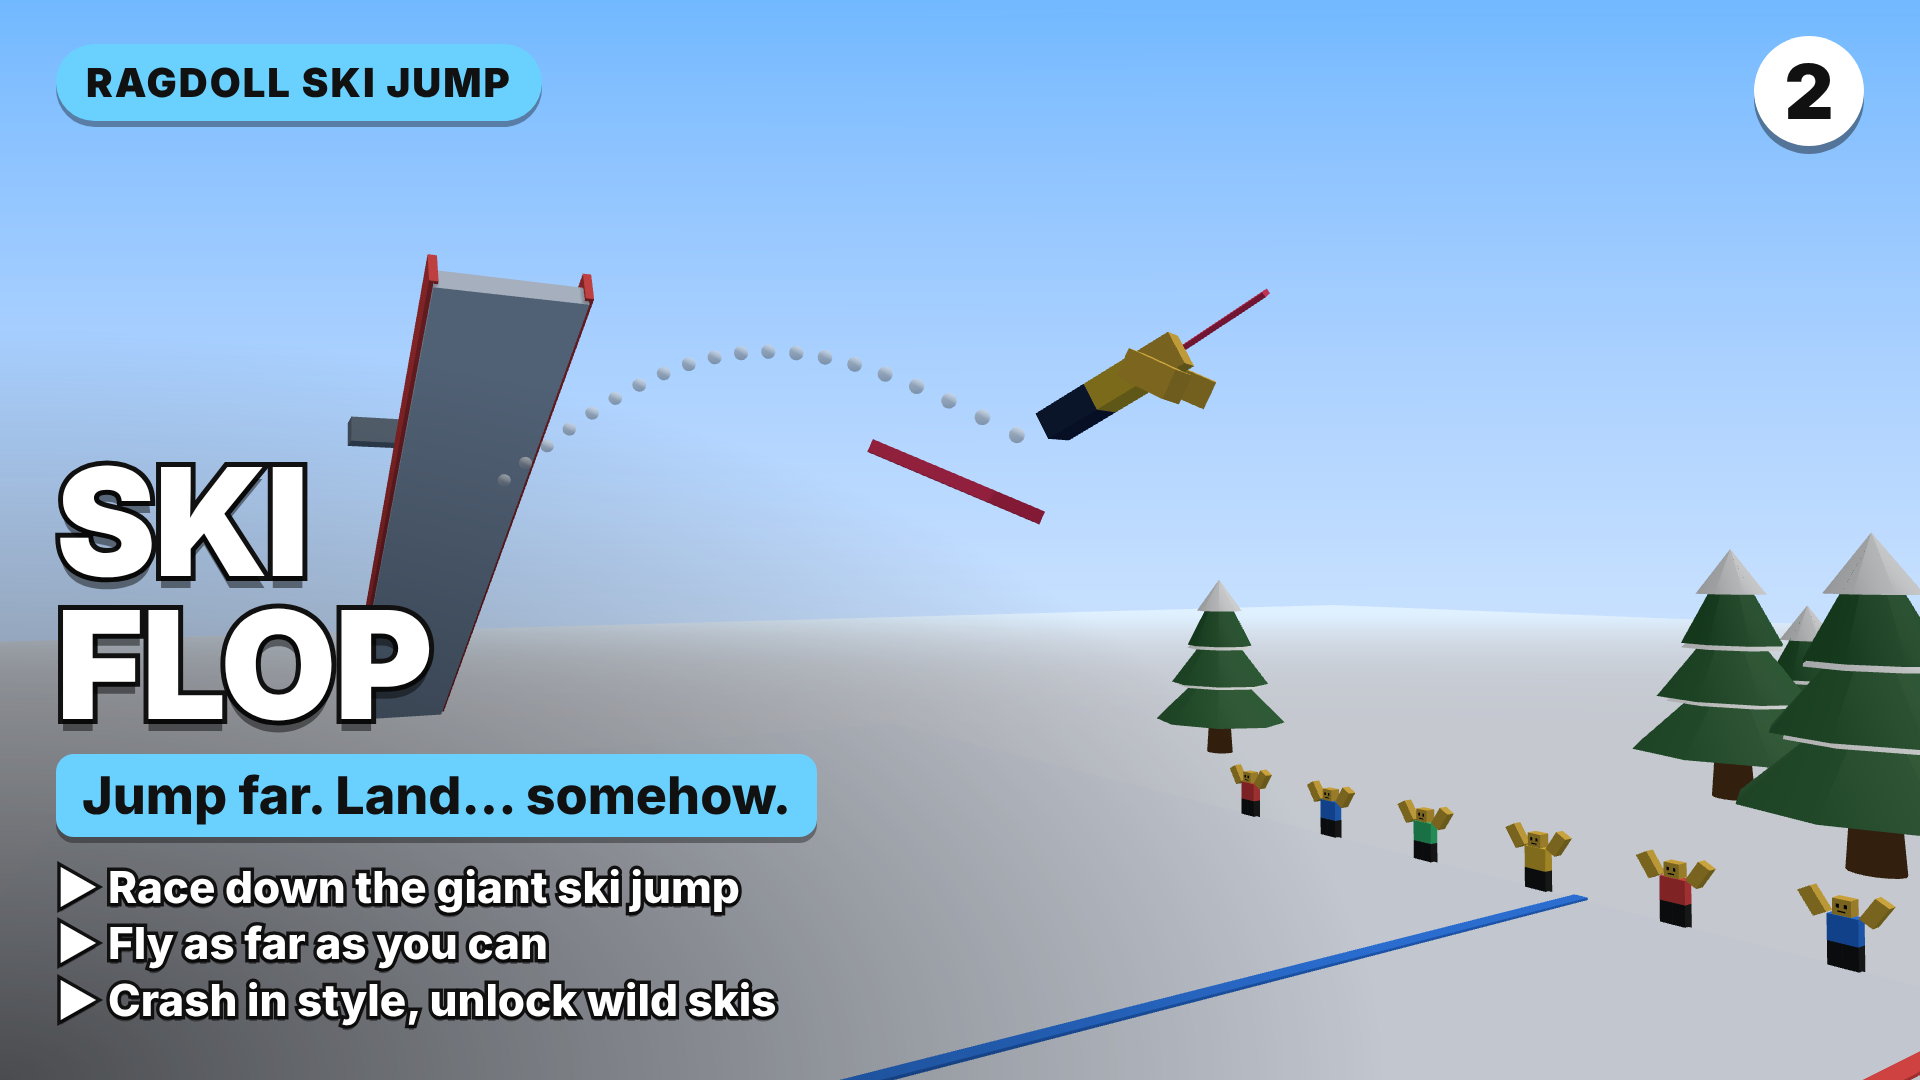 RAGDOLL SKI JUMP
2
SKI
FLOP
Jump far. Land... somehow.
▶ Race down the giant ski jump
▶ Fly as far as you can
▶ Crash in style, unlock wild skis